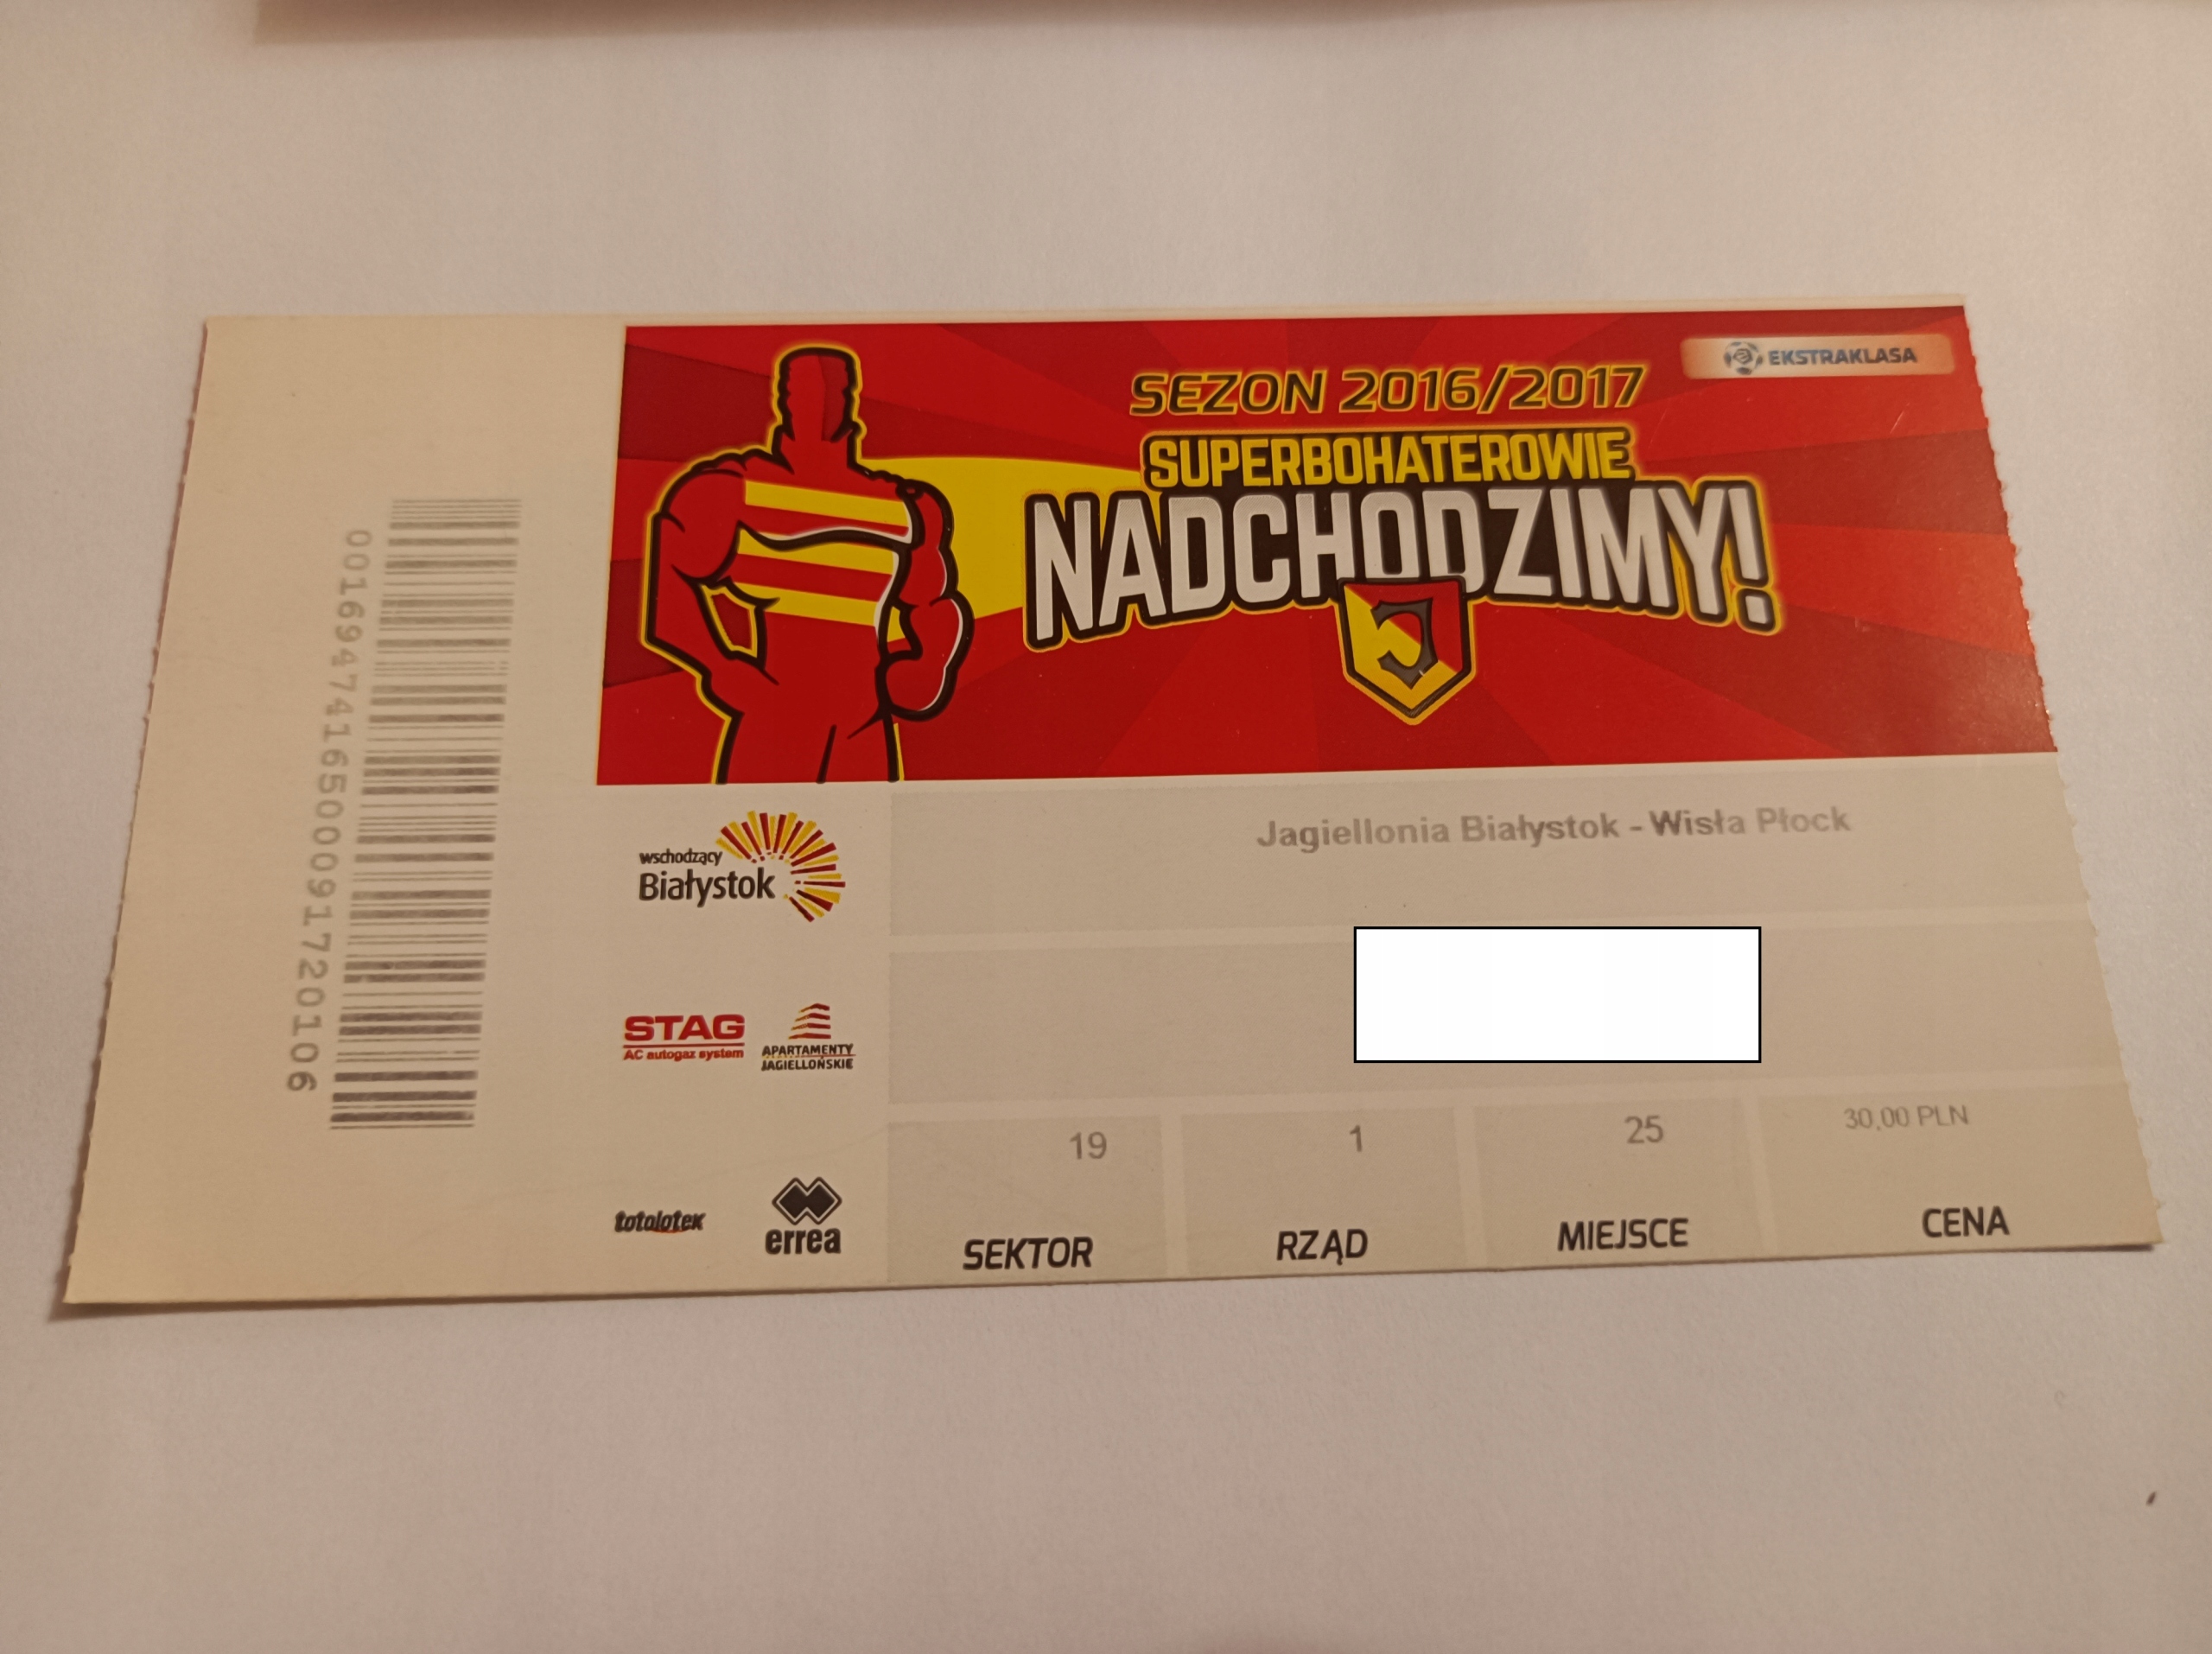 SEZON 2016/2017
EKSTRAKLASA
SUPERBOHATEROWIE
NADCHODZIMY!
J
0016947416500091720106
wschodzący
Białystok
Jagiellonia Białystok - Wisła Płock
STAG
AC autogaz system
APARTAMENTY
JAGIELLOŃSKIE
totolotek
errea
19
SEKTOR
1
RZĄD
25
MIEJSCE
30,00 PLN
CENA